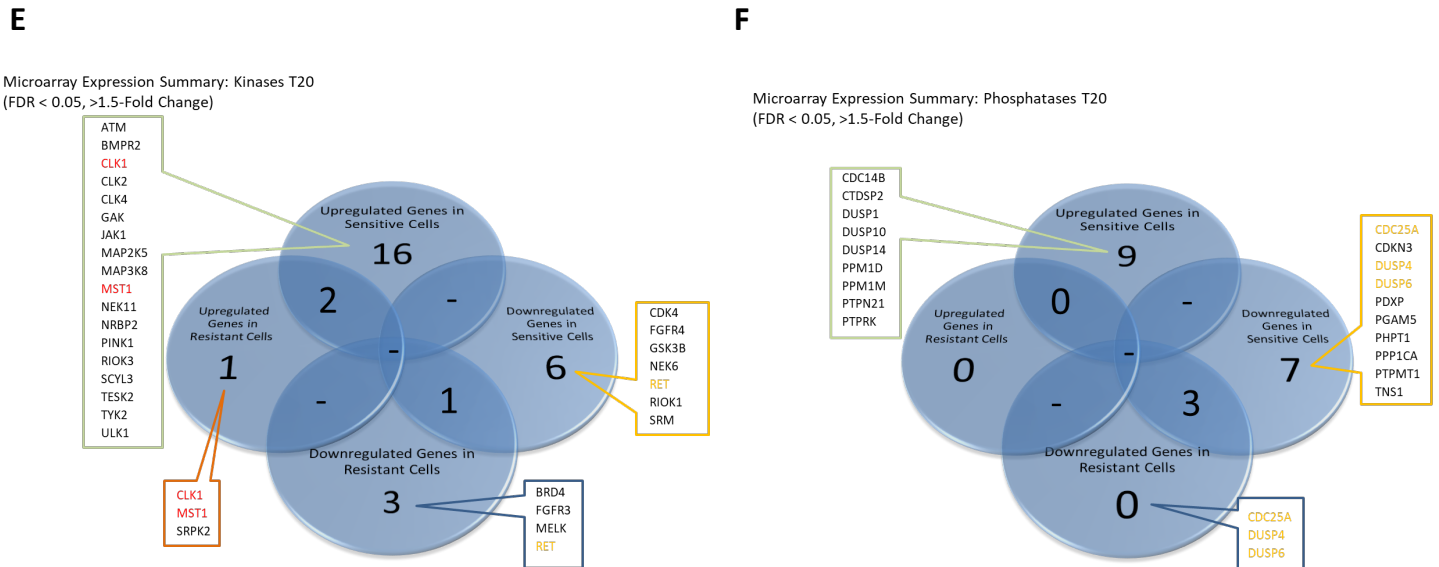 E
Microarray Expression Summary: Kinases T20
(FDR < 0.05, >1.5-Fold Change)
ATM
BMPR2
CLK1
CLK2
CLK4
GAK
JAK1
MAP2K5
MAP3K8
MST1
NEK11
NRBP2
PINK1
RIOK3
SCYL3
TESK2
TYK2
ULK1
Upregulated Genes in
Sensitive Cells
16
2
-
Upregulated
Genes in
Resistant Cells
1
Downregulated
Genes in
Sensitive Cells
6
-
-
1
Downregulated Genes in
Resistant Cells
3
CDK4
FGFR4
GSK3B
NEK6
RET
RIOK1
SRM
CLK1
MST1
SRPK2
BRD4
FGFR3
MELK
RET
F
Microarray Expression Summary: Phosphatases T20
(FDR < 0.05, >1.5-Fold Change)
CDC14B
CTDSP2
DUSP1
DUSP10
DUSP14
PPM1D
PPM1M
PTPN21
PTPRK
Upregulated Genes in
Sensitive Cells
9
0
-
Upregulated
Genes in
Resistant Cells
0
Downregulated
Genes in
Sensitive Cells
7
-
-
3
Downregulated Genes in
Resistant Cells
0
CDC25A
CDKN3
DUSP4
DUSP6
PDXP
PGAM5
PHPT1
PPP1CA
PTPMT1
TNS1
CDC25A
DUSP4
DUSP6